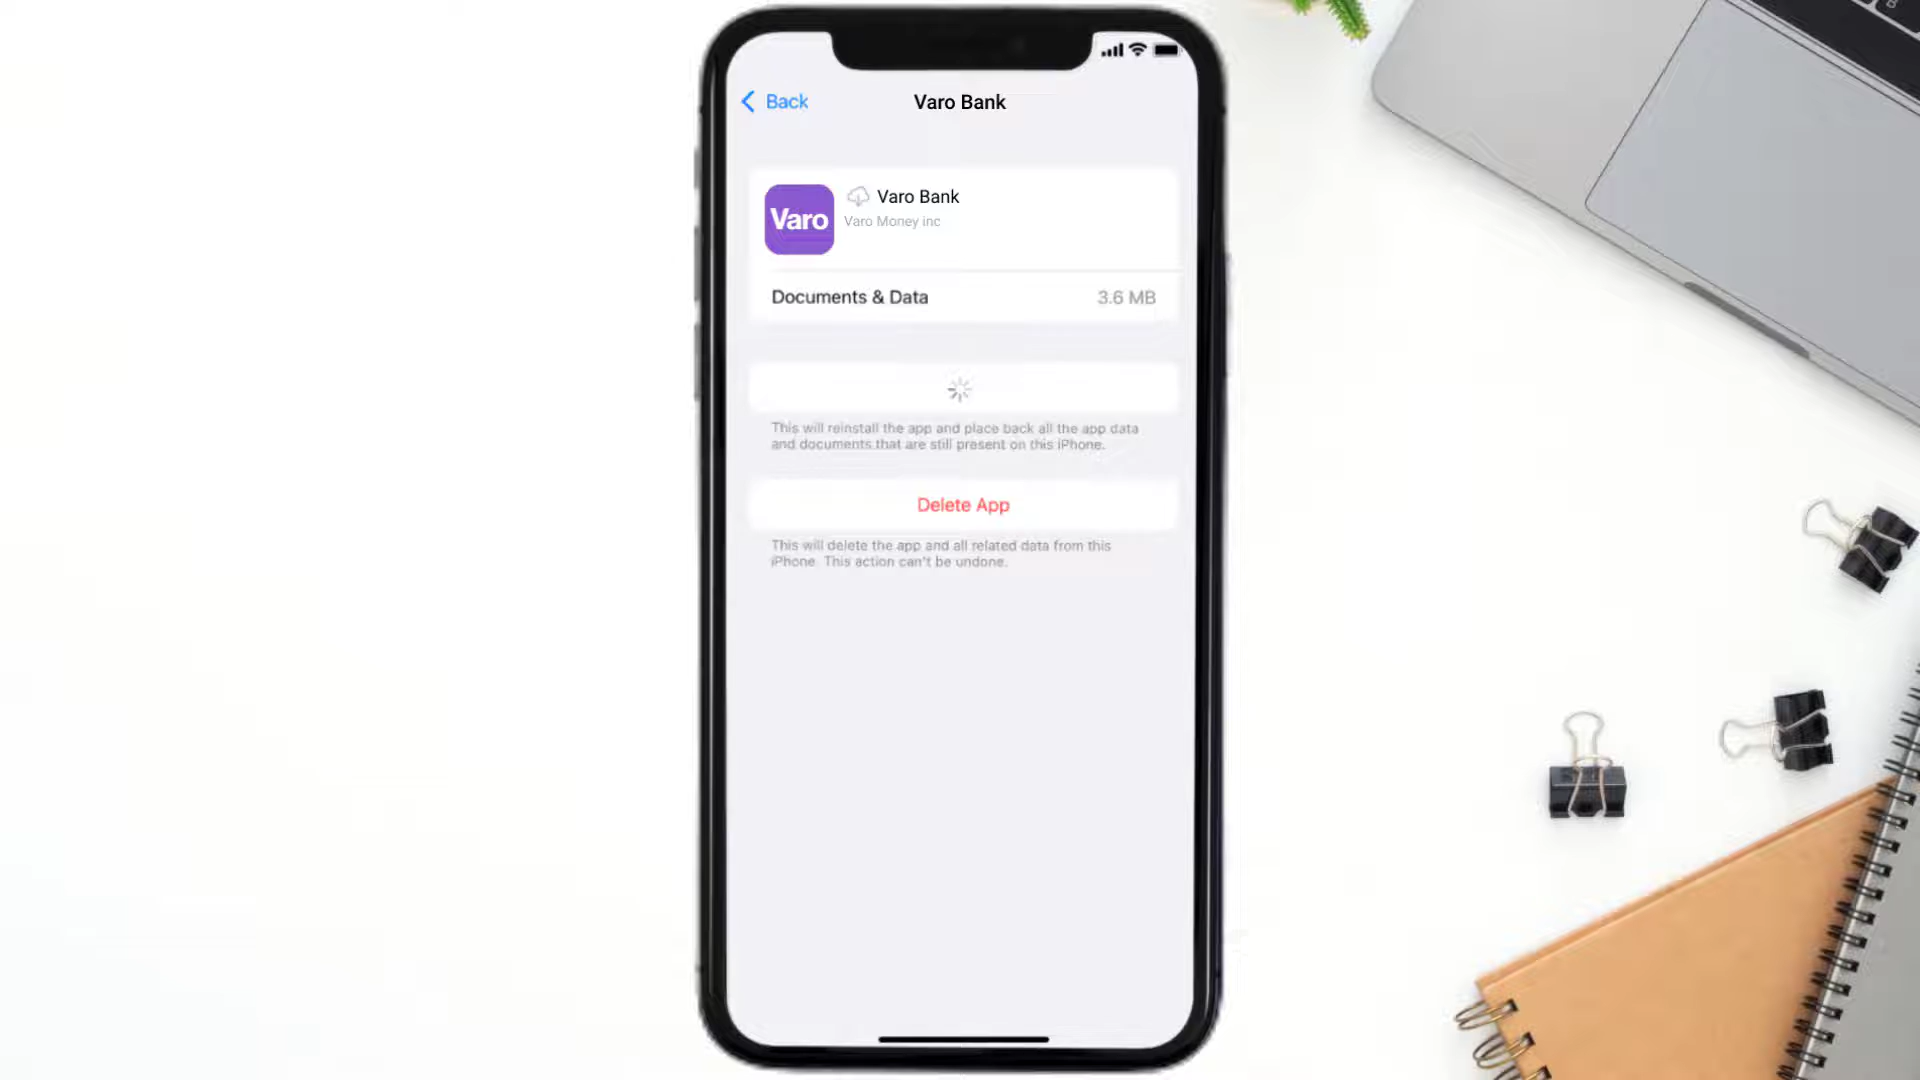 Back
Varo Bank
Varo
Varo Bank
Varo Money inc
Documents & Data
3.6 MB
This will reinstall the app and place back all the app data
and documents that are still present on this iPhone.
Delete App
This will delete the app and all related data from this
iPhone. This action can't be undone.